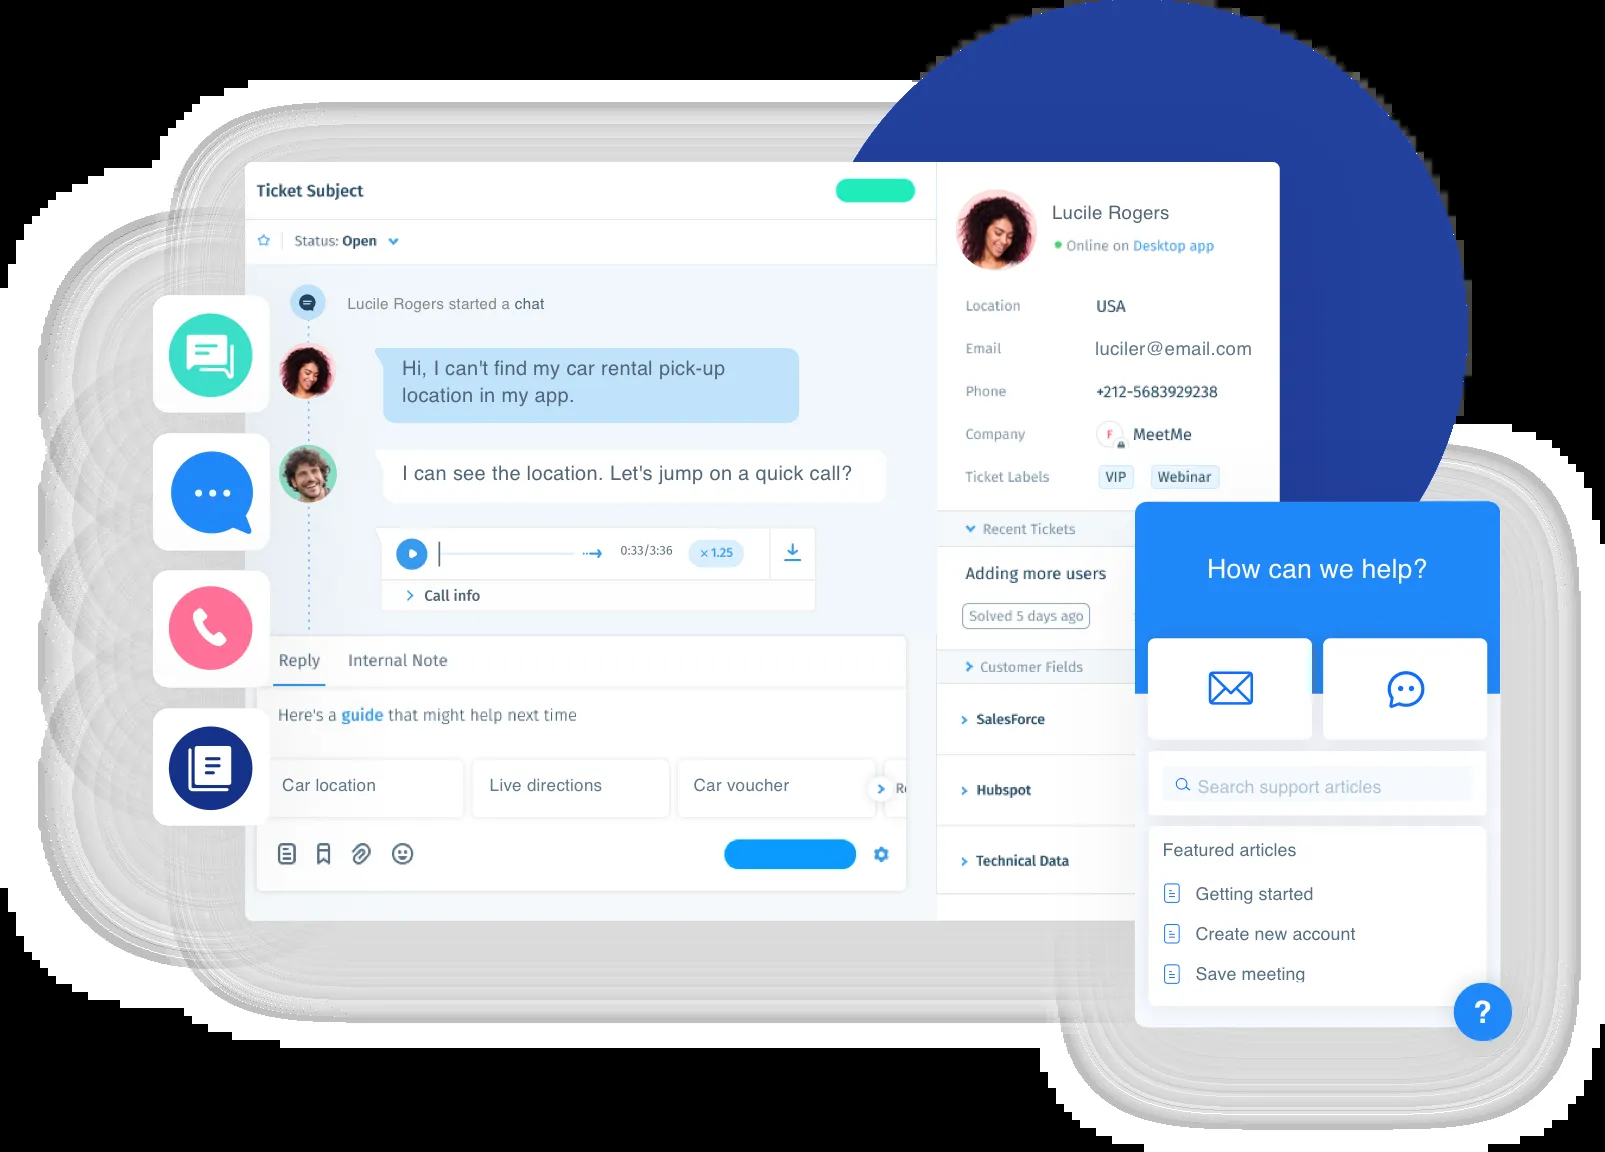 Ticket Subject
Status: Open
Lucile Rogers started a chat
Hi, I can't find my car rental pick-up
location in my app.
I can see the location. Let's jump on a quick call?
0:33/3:36
× 1.25
Call info
Reply
Internal Note
Here's a guide that might help next time
Car location
Live directions
Car voucher
Lucile Rogers
Online on Desktop app
Location USA
Email luciler@email.com
Phone +212-5683929238
Company F MeetMe
Ticket Labels VIP Webinar
Recent Tickets
Adding more users
Solved 5 days ago
Customer Fields
SalesForce
Hubspot
Technical Data
How can we help?
Search support articles
Featured articles
Getting started
Create new account
Save meeting
?